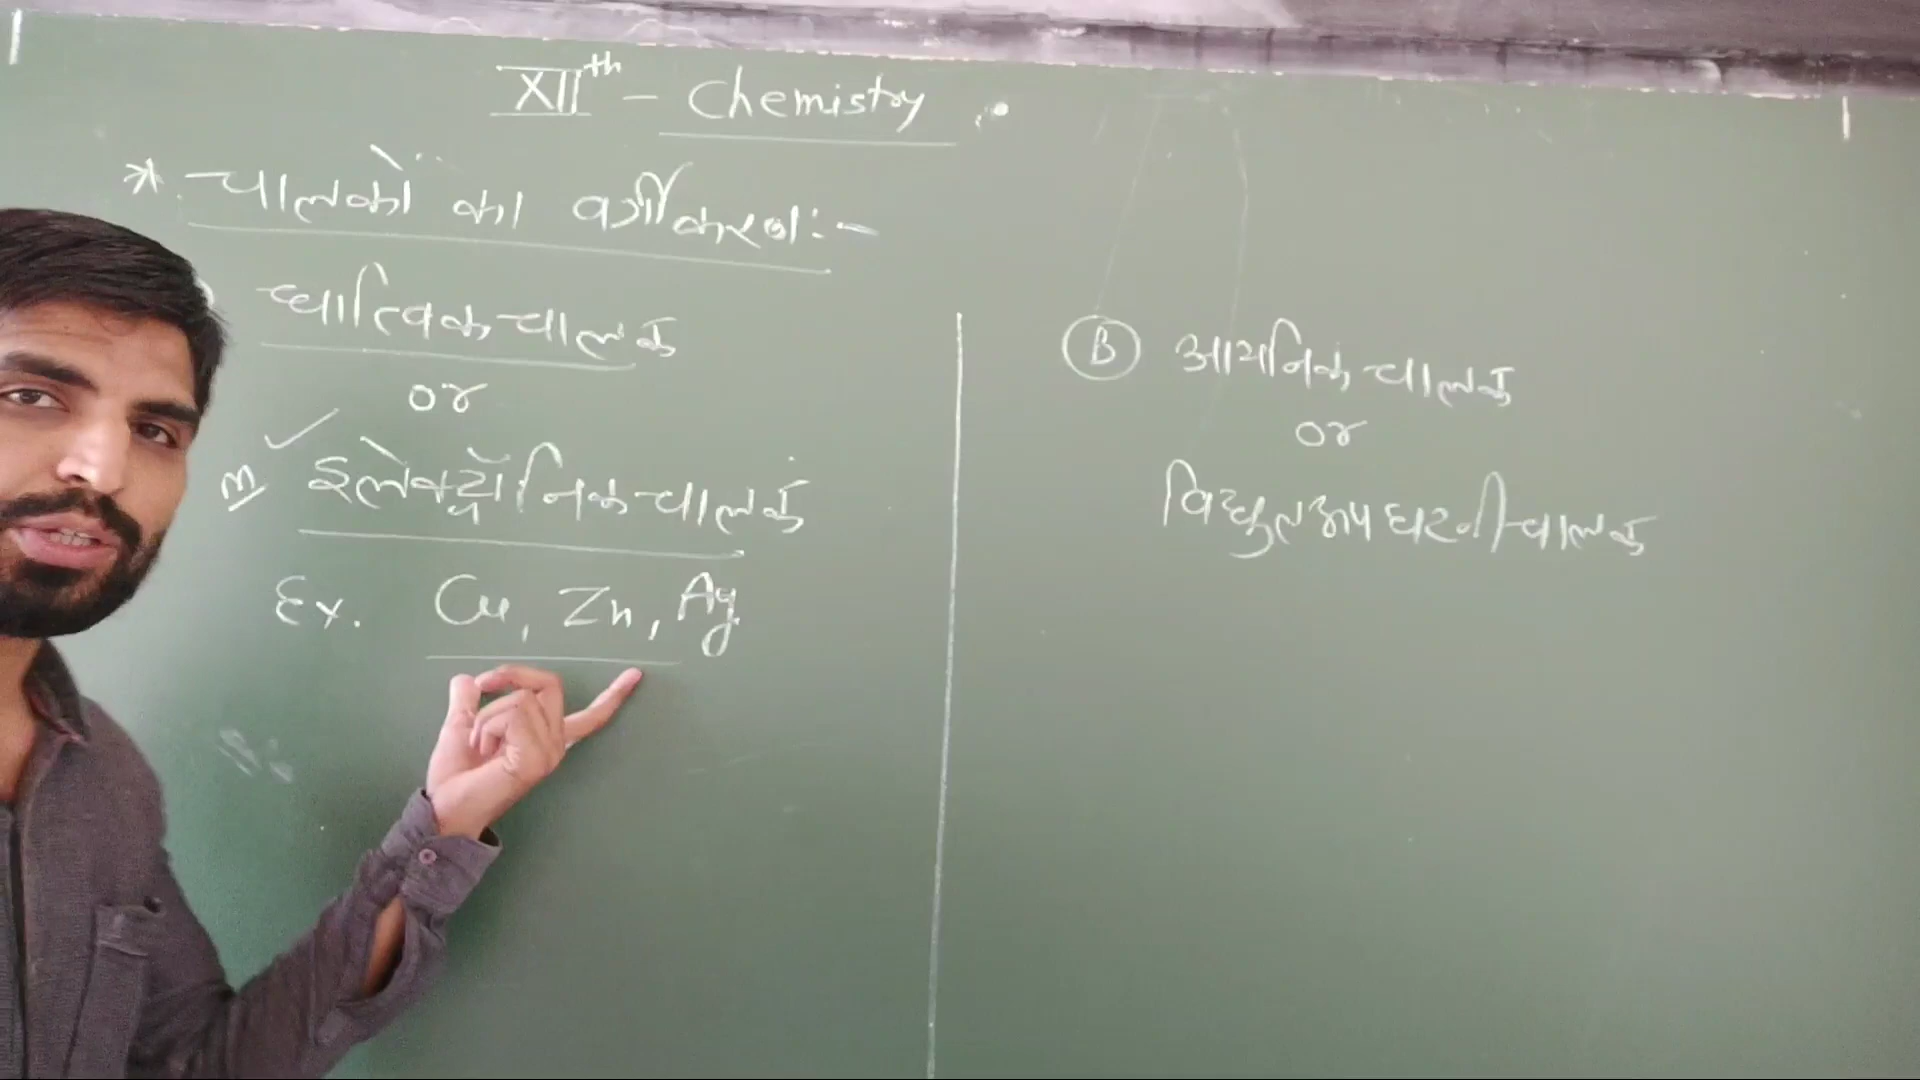 XIIth - Chemistry
* चालकों का वर्गीकरण :-
धात्विक चालक
or
✓ m इलेक्ट्रॉनिक चालक
Ex. Cu, Zn, Ag
B आयनिक चालक
or
विद्युत अपघटनी चालक